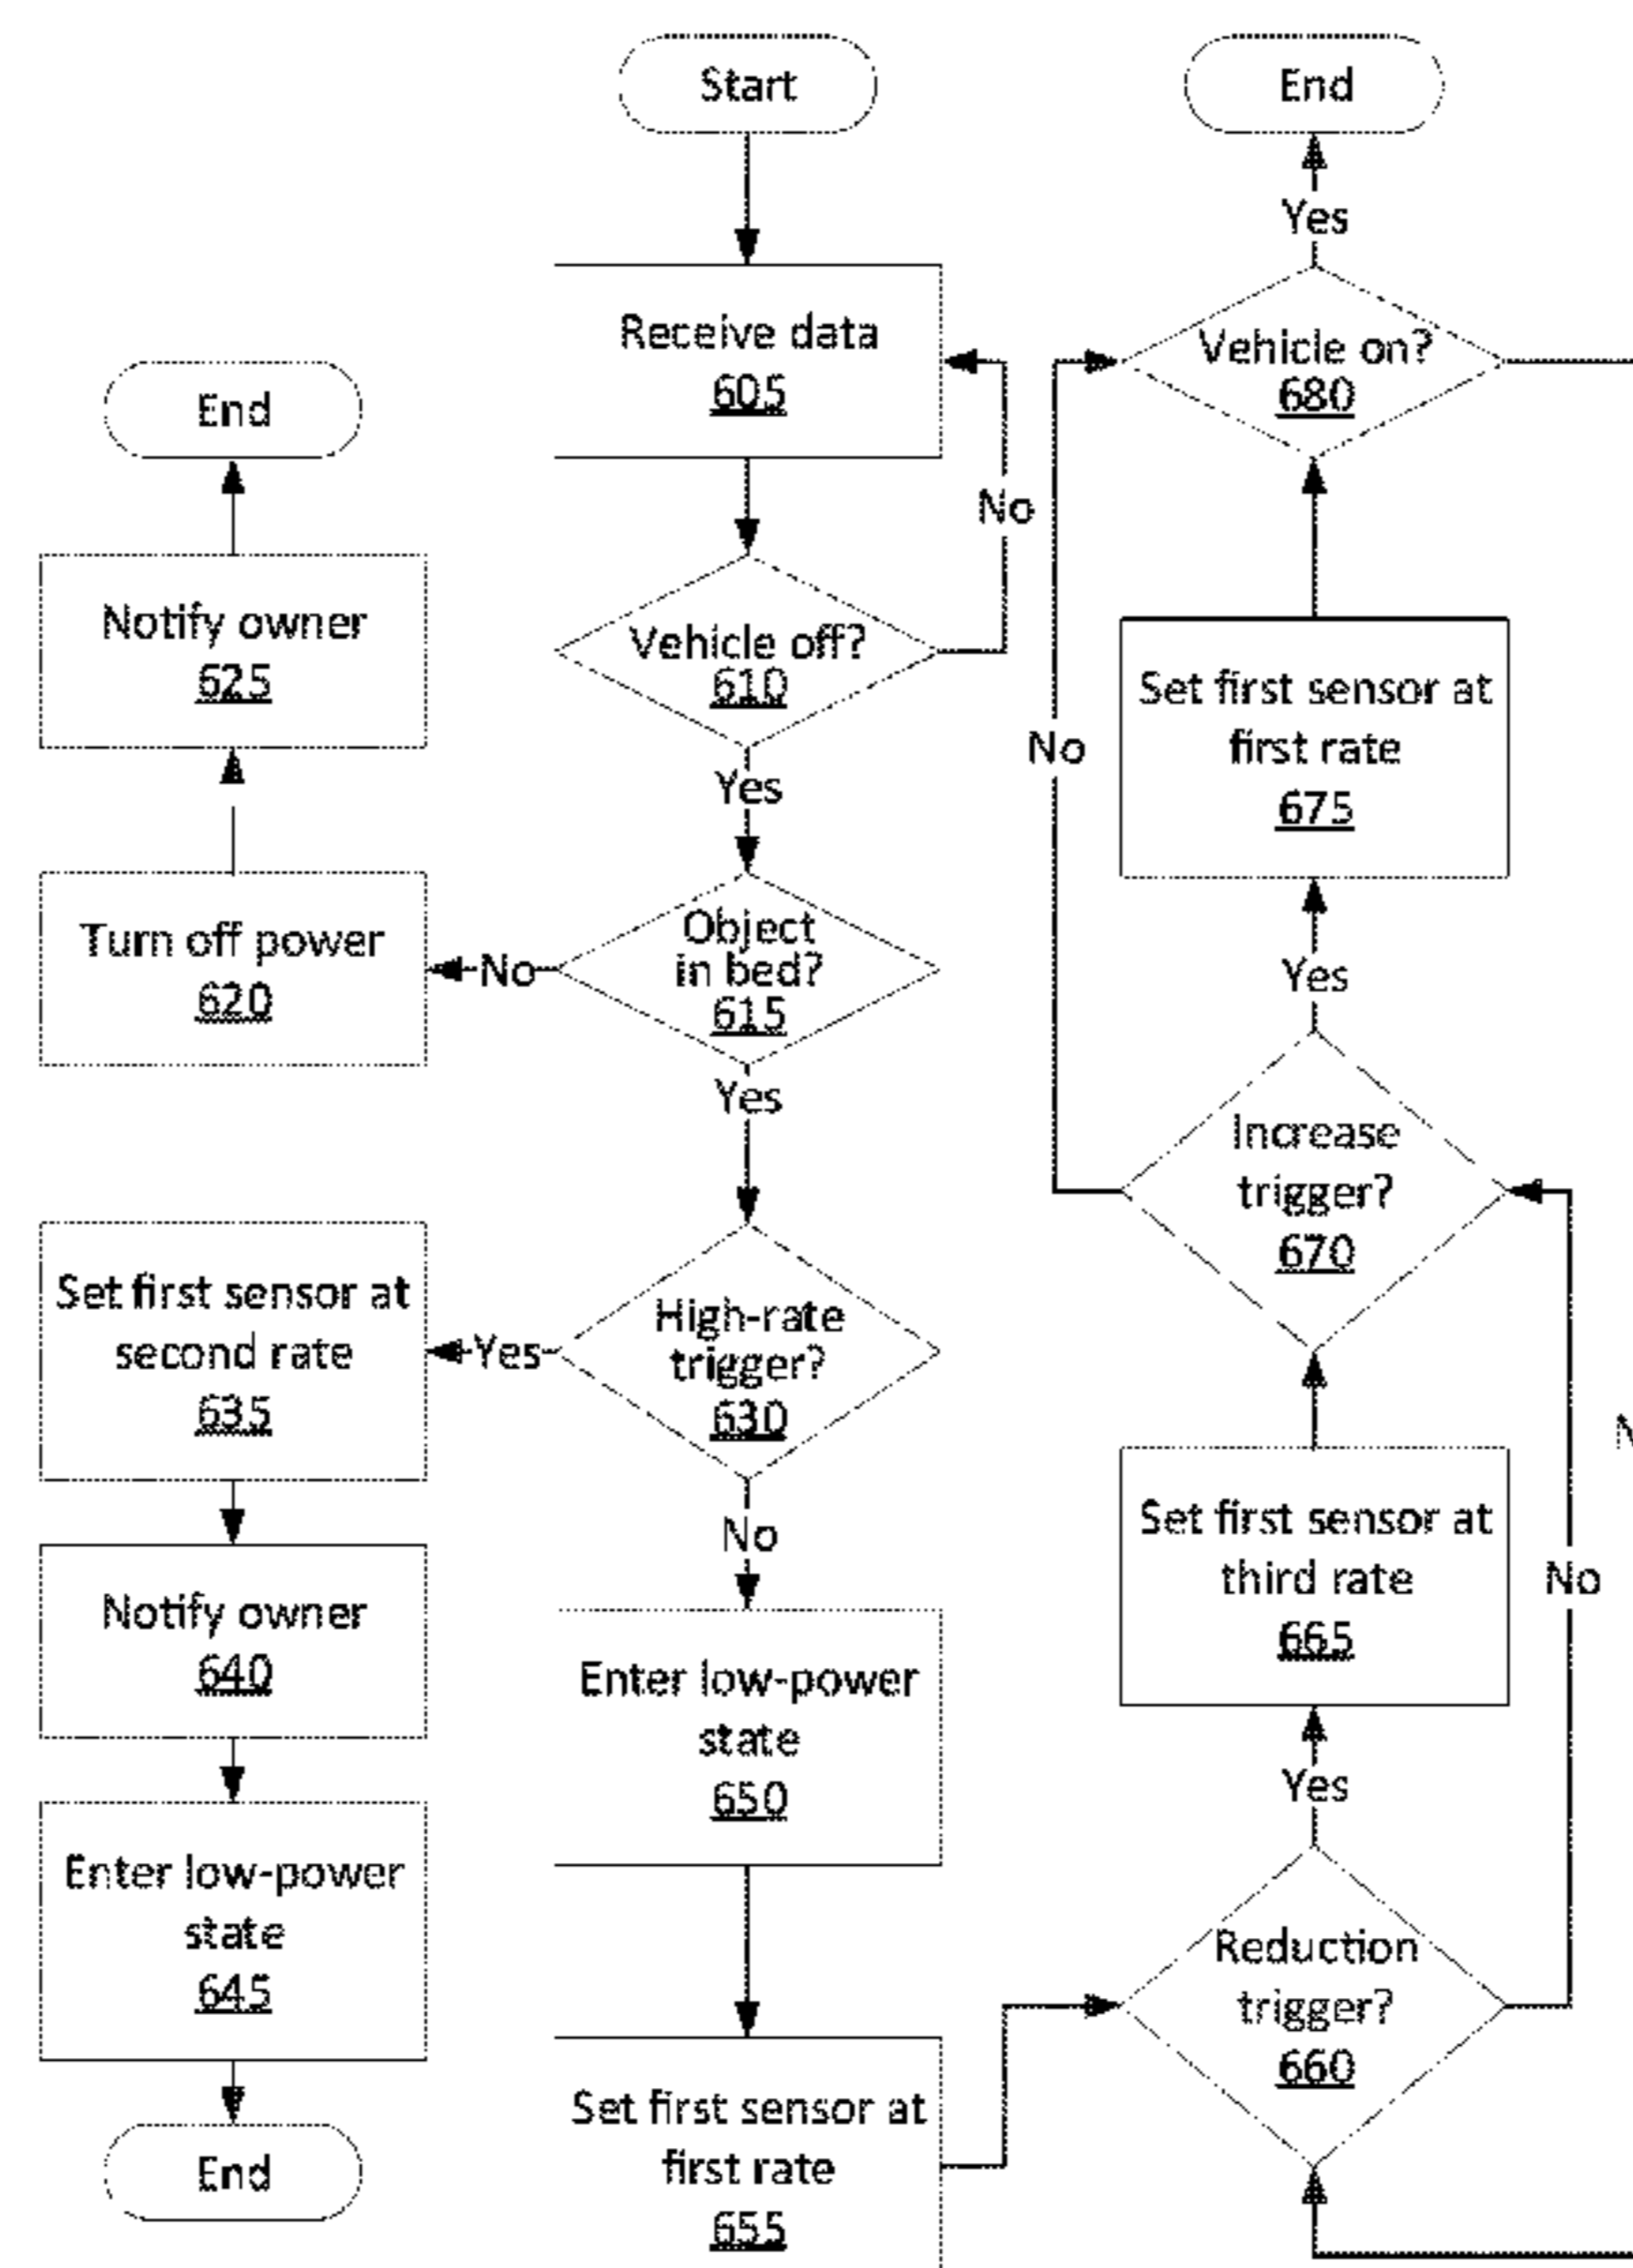 Start
Receive data
605
No
Vehicle off?
610
Yes
Object
in bed?
615
No
Turn off power
620
Notify owner
625
End
Yes
High-rate
trigger?
630
Yes
Set first sensor at
second rate
635
Notify owner
640
Enter low-power
state
645
End
No
Enter low-power
state
650
Set first sensor at
first rate
655
Reduction
trigger?
660
No
Yes
Set first sensor at
third rate
665
Increase
trigger?
670
No
Yes
Set first sensor at
first rate
675
Vehicle on?
680
Yes
End